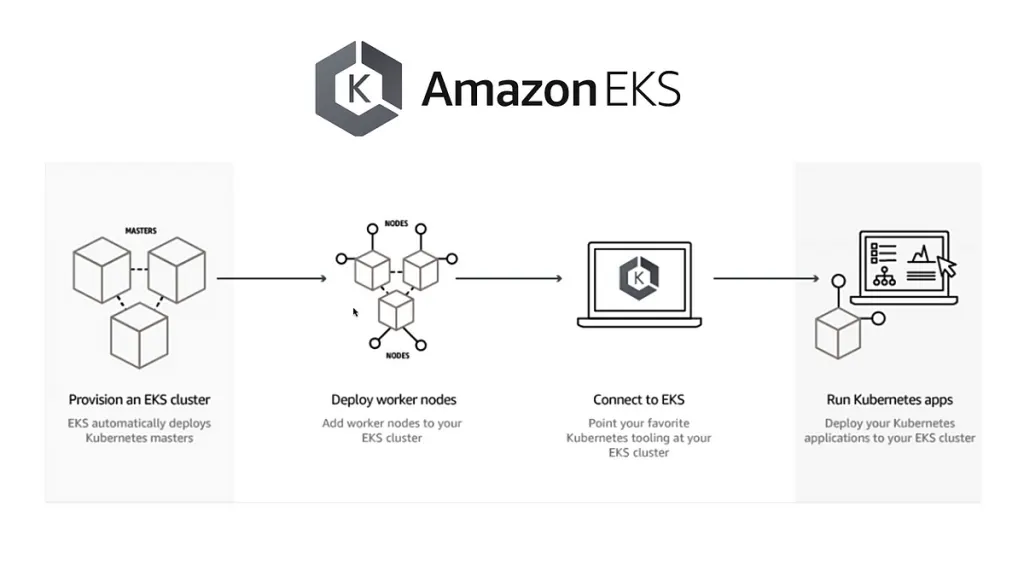 K
Amazon EKS
MASTERS
NODES
NODES
K
Provision an EKS cluster
EKS automatically deploys
Kubernetes masters
Deploy worker nodes
Add worker nodes to your
EKS cluster
Connect to EKS
Point your favorite
Kubernetes tooling at your
EKS cluster
Run Kubernetes apps
Deploy your Kubernetes
applications to your EKS cluster